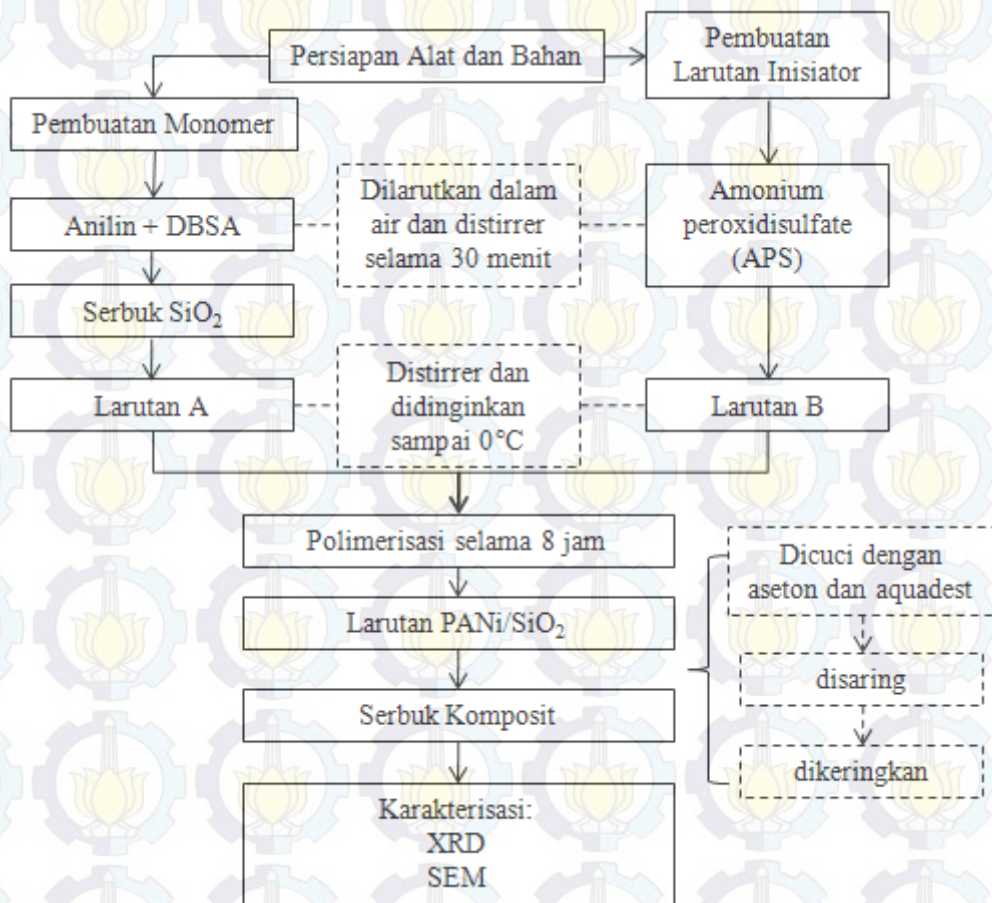 Persiapan Alat dan Bahan
Pembuatan
Larutan Inisiator
Pembuatan Monomer
Anilin + DBSA
Dilarutkan dalam
air dan distirrer
selama 30 menit
Amonium
peroxidisulfate
(APS)
Serbuk SiO₂
Larutan A
Distirrer dan
didinginkan
sampai 0°C
Larutan B
Polimerisasi selama 8 jam
Larutan PANi/SiO₂
Serbuk Komposit
Dicuci dengan
aseton dan aquadest
disaring
dikeringkan
Karakterisasi:
XRD
SEM